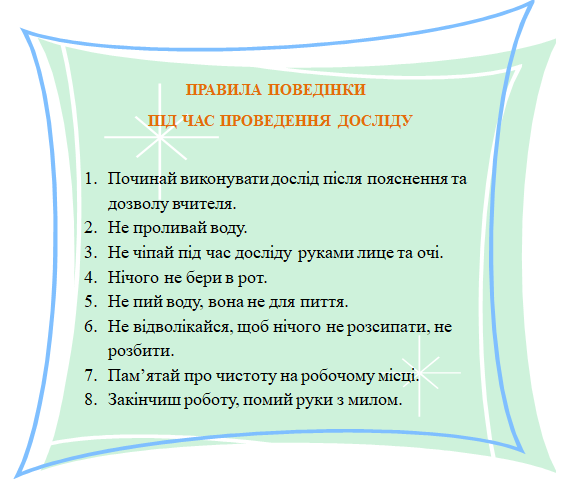 ПРАВИЛА ПОВЕДІНКИ
ПІД ЧАС ПРОВЕДЕННЯ ДОСЛІДУ
1. Починай виконувати дослід після пояснення та
дозволу вчителя.
2. Не проливай воду.
3. Не чіпай під час досліду руками лице та очі.
4. Нічого не бери в рот.
5. Не пий воду, вона не для пиття.
6. Не відволікайся, щоб нічого не розсипати, не
розбити.
7. Пам’ятай про чистоту на робочому місці.
8. Закінчиш роботу, помий руки з милом.